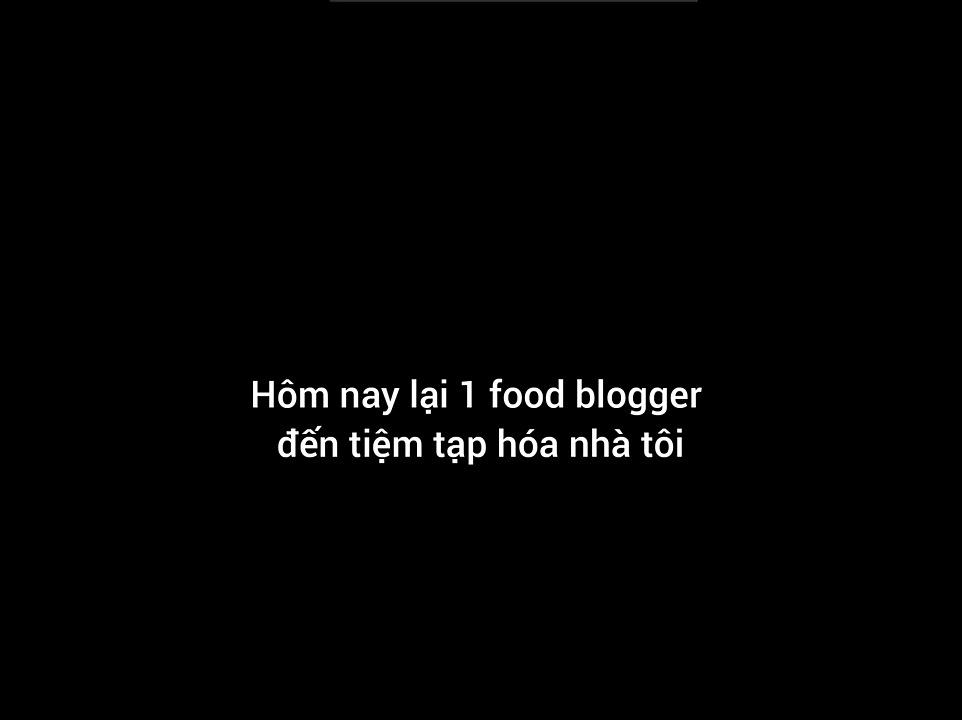 Hôm nay lại 1 food blogger
đến tiệm tạp hóa nhà tôi